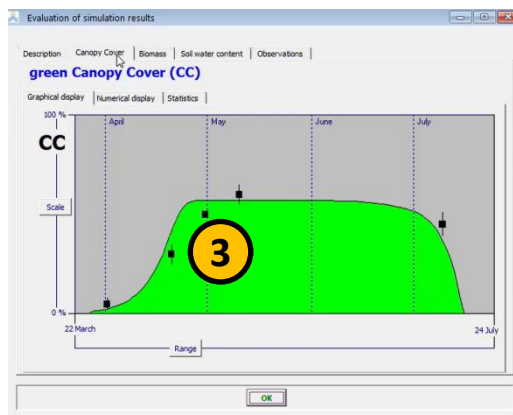 Evaluation of simulation results
Description Canopy Cover Biomass Soil water content Observations
green Canopy Cover (CC)
Graphical display Numerical display Statistics
100 %
April May June July
CC
Scale
3
0 %
22 March 24 July
Range
OK